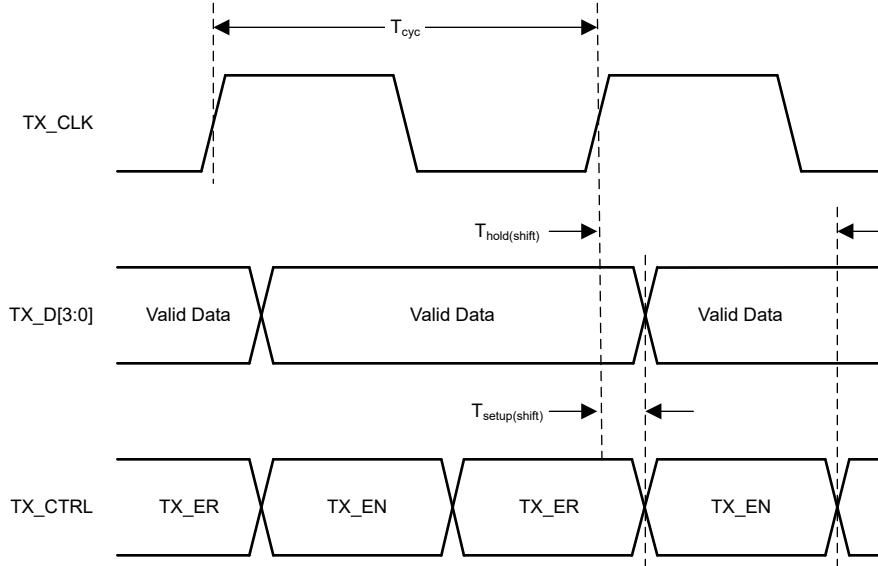 Tcyc
TX_CLK
Thold(shift)
TX_D[3:0] Valid Data Valid Data Valid Data
Tsetup(shift)
TX_CTRL TX_ER TX_EN TX_ER TX_EN